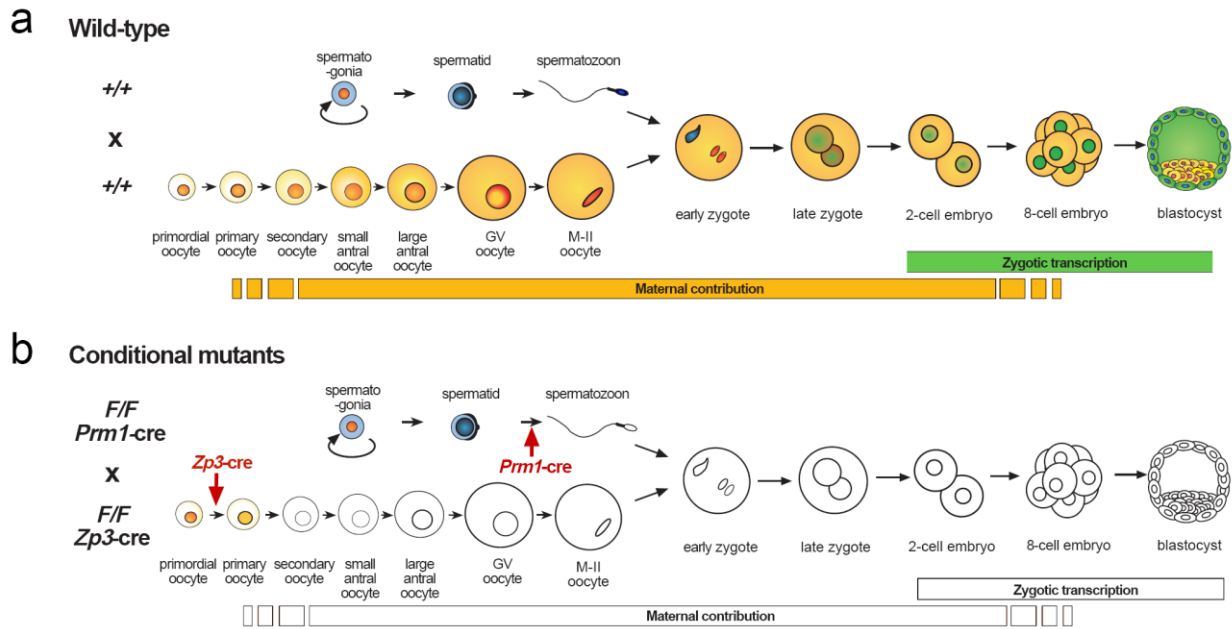 a Wild-type
spermato
-gonia
spermatid
spermatozoon
+/+
x
+/+
primordial
oocyte
primary
oocyte
secondary
oocyte
small
antral
oocyte
large
antral
oocyte
GV
oocyte
M-II
oocyte
early zygote
late zygote
2-cell embryo
8-cell embryo
blastocyst
Zygotic transcription
Maternal contribution
b Conditional mutants
spermato
-gonia
spermatid
spermatozoon
F/F
Prm1-cre
x
F/F
Zp3-cre
Zp3-cre
Prm1-cre
primordial
oocyte
primary
oocyte
secondary
oocyte
small
antral
oocyte
large
antral
oocyte
GV
oocyte
M-II
oocyte
early zygote
late zygote
2-cell embryo
8-cell embryo
blastocyst
Zygotic transcription
Maternal contribution